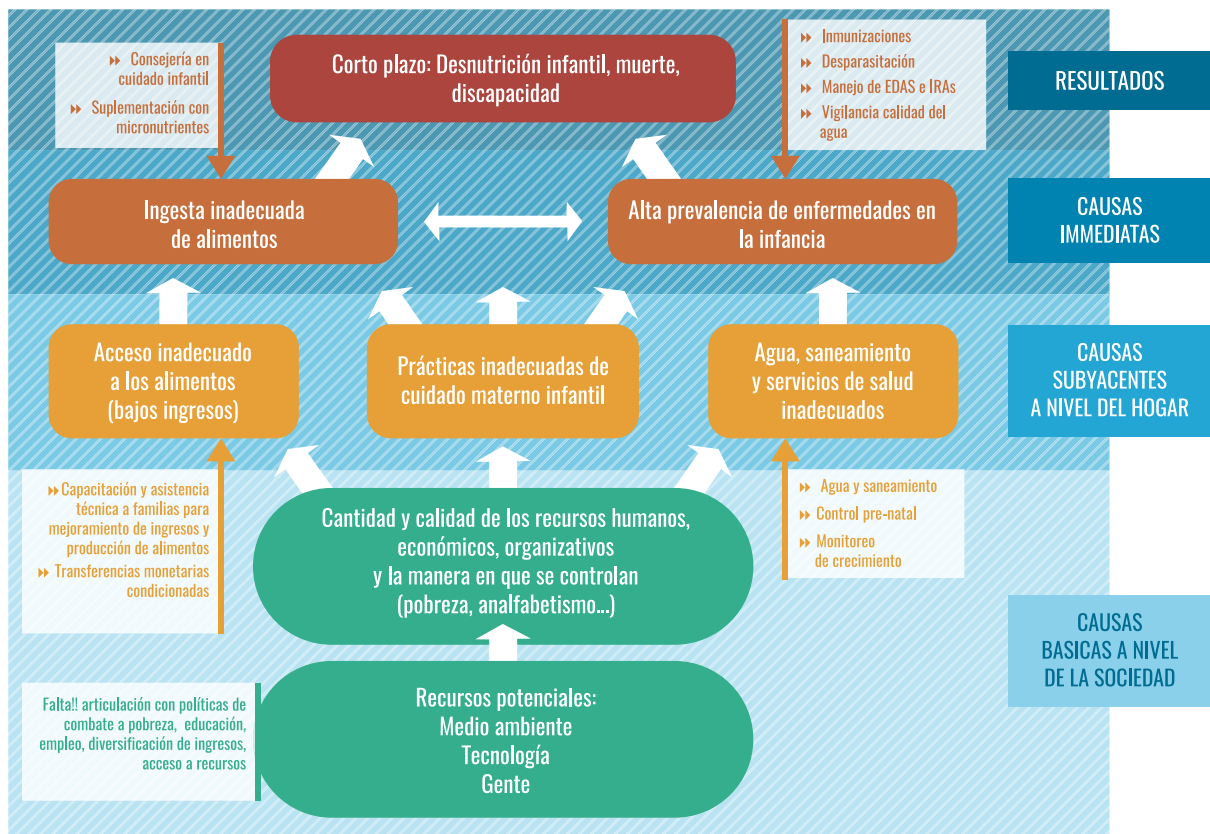 ▸▸ Consejería en
cuidado infantil
▸▸ Suplementación con
micronutrientes
Corto plazo: Desnutrición infantil, muerte,
discapacidad
▸▸ Inmunizaciones
▸▸ Desparasitación
▸▸ Manejo de EDAS e IRAs
▸▸ Vigilancia calidad del
agua
RESULTADOS
Ingesta inadecuada
de alimentos
Alta prevalencia de enfermedades en
la infancia
CAUSAS
IMMEDIATAS
Acceso inadecuado
a los alimentos
(bajos ingresos)
Prácticas inadecuadas de
cuidado materno infantil
Agua, saneamiento
y servicios de salud
inadecuados
CAUSAS
SUBYACENTES
A NIVEL DEL HOGAR
▸▸Capacitación y asistencia
técnica a familias para
mejoramiento de ingresos y
producción de alimentos
▸▸ Transferencias monetarias
condicionadas
Cantidad y calidad de los recursos humanos,
económicos, organizativos
y la manera en que se controlan
(pobreza, analfabetismo...)
▸▸ Agua y saneamiento
▸▸ Control pre-natal
▸▸ Monitoreo
de crecimiento
CAUSAS
BASICAS A NIVEL
DE LA SOCIEDAD
Falta!! articulación con políticas de
combate a pobreza, educación,
empleo, diversificación de ingresos,
acceso a recursos
Recursos potenciales:
Medio ambiente
Tecnología
Gente